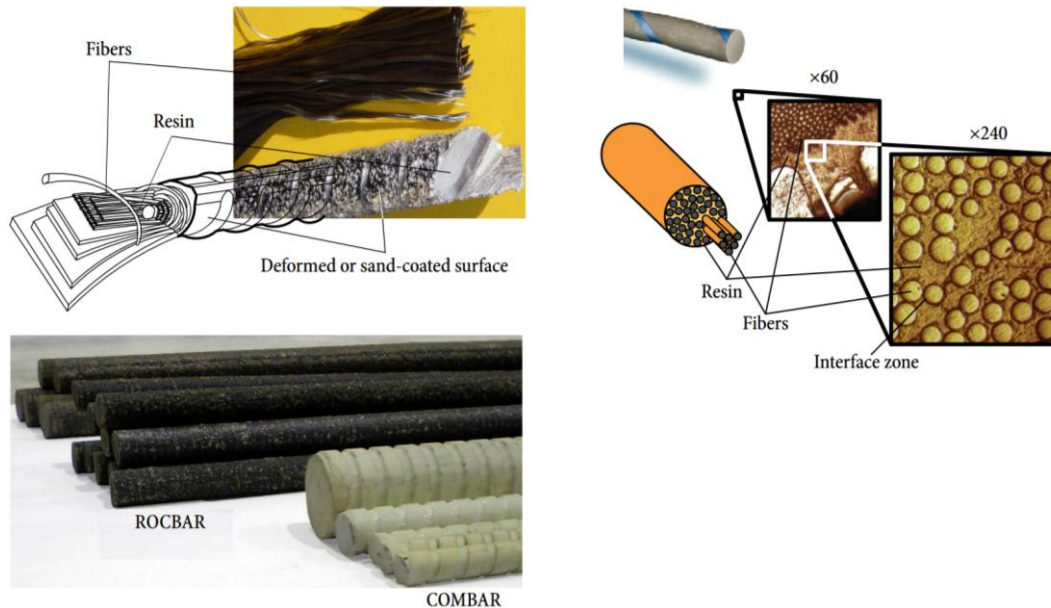 Fibers
Resin
Deformed or sand-coated surface
ROCBAR
COMBAR
×60
×240
Resin
Fibers
Interface zone